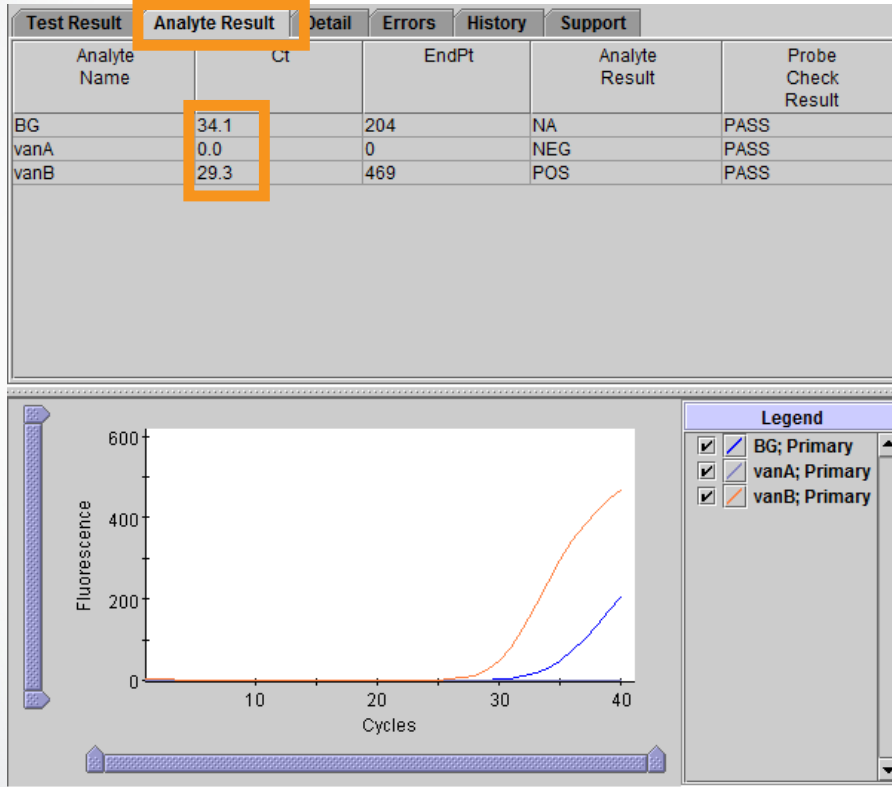 Test Result Analyte Result Detail Errors History Support
Analyte Name Ct EndPt Analyte Result Probe Check Result
BG 34.1 204 NA PASS
vanA 0.0 0 NEG PASS
vanB 29.3 469 POS PASS
Legend
BG; Primary
vanA; Primary
vanB; Primary
600
400
200
0
Fluorescence
10 20 30 40
Cycles